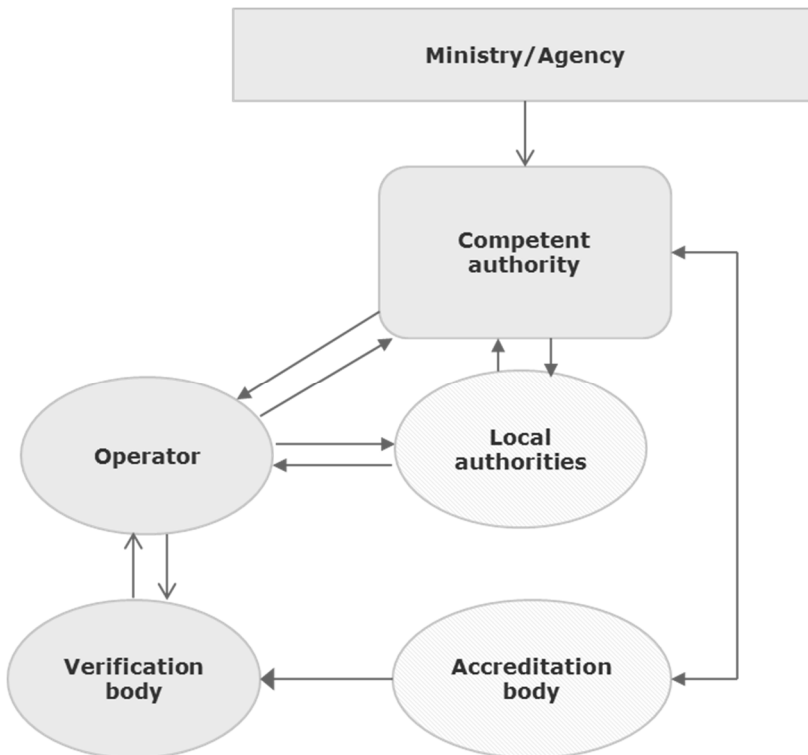 Ministry/Agency
Competent
authority
Operator
Local
authorities
Verification
body
Accreditation
body